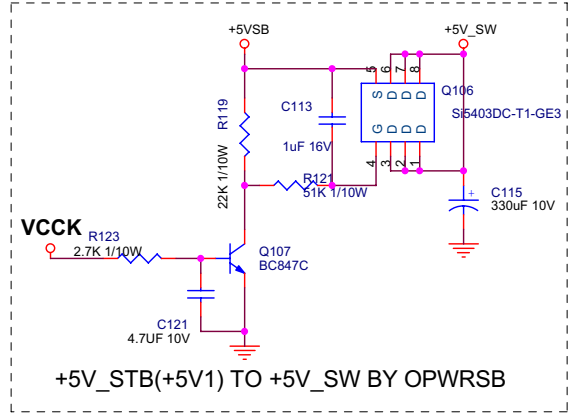 +5VSB
+5V_SW
5 6 7 8
S D D D
Q106
Si5403DC-T1-GE3
G D D D
4 3 2 1
R119
22K 1/10W
C113
1uF 16V
R121
51K 1/10W
C115
330uF 10V
+
VCCK
R123
2.7K 1/10W
Q107
BC847C
C121
4.7UF 10V
+5V_STB(+5V1) TO +5V_SW BY OPWRSB